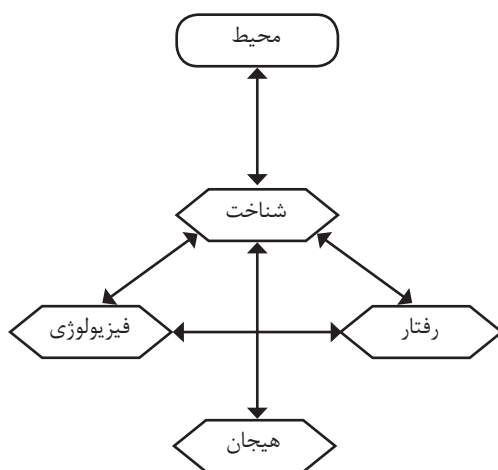 محیط
شناخت
رفتار
فیزیولوژی
هیجان